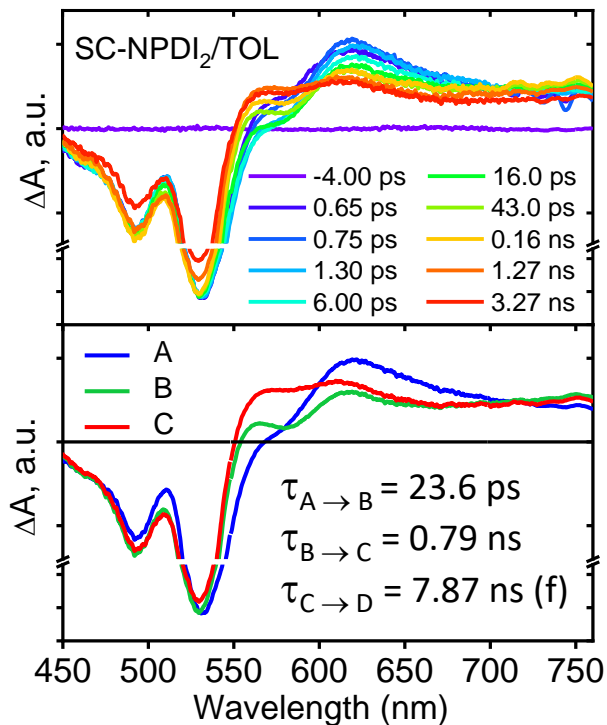 SC-NPDI₂/TOL
ΔA, a.u.
-4.00 ps
0.65 ps
0.75 ps
1.30 ps
6.00 ps
16.0 ps
43.0 ps
0.16 ns
1.27 ns
3.27 ns
A
B
C
ΔA, a.u.
τA → B = 23.6 ps
τB → C = 0.79 ns
τC → D = 7.87 ns (f)
450 500 550 600 650 700 750
Wavelength (nm)